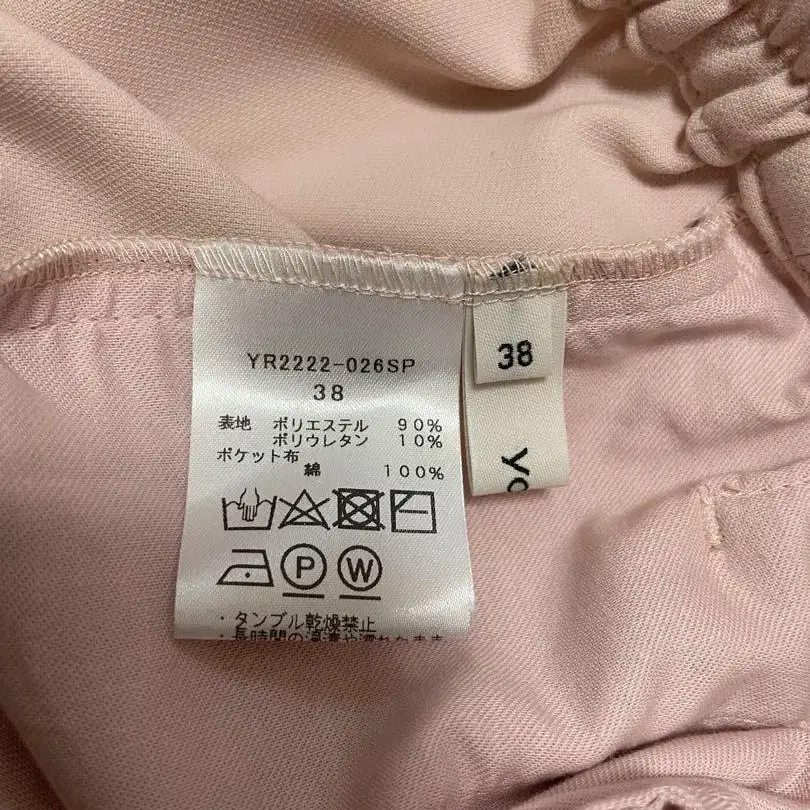 YR2222-026SP
38
表地 ポリエステル 90%
ポリウレタン 10%
ポケット布
綿 100%
P W
・タンブル乾燥禁止
38
Yo